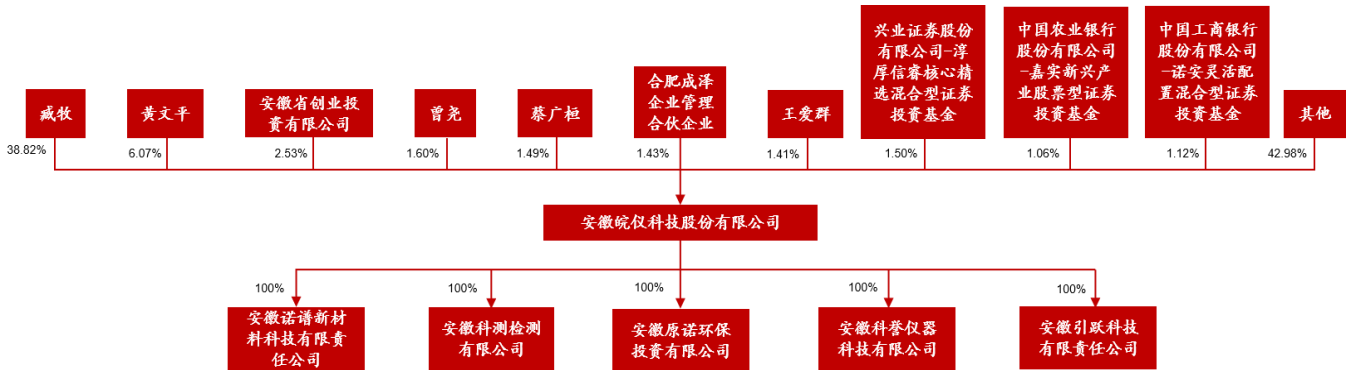 臧牧
黄文平
安徽省创业投
资有限公司
曾尧
蔡广桓
合肥成泽
企业管理
合伙企业
王爱群
兴业证券股份
有限公司-淳
厚信睿核心精
选混合型证券
投资基金
中国农业银行
股份有限公司
-嘉实新兴产
业股票型证券
投资基金
中国工商银行
股份有限公司
-诺安灵活配
置混合型证券
投资基金
其他
38.82%
6.07%
2.53%
1.60%
1.49%
1.43%
1.41%
1.50%
1.06%
1.12%
42.98%
安徽皖仪科技股份有限公司
100%
100%
100%
100%
100%
安徽诺谱新材
料科技有限责
任公司
安徽科测检测
有限公司
安徽原诺环保
投资有限公司
安徽科誉仪器
科技有限公司
安徽引跃科技
有限责任公司